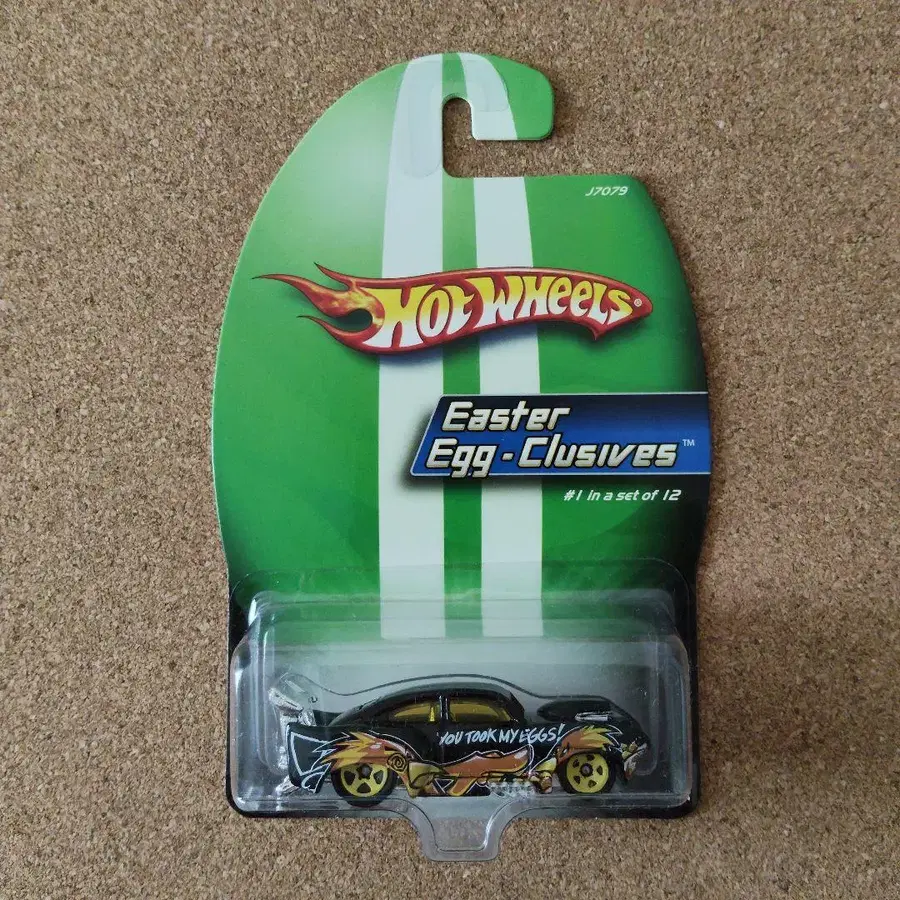 J7079
HOT WHEELS®
Easter
Egg-Clusives™
#1 in a set of 12
YOU TOOK MY EGGS!